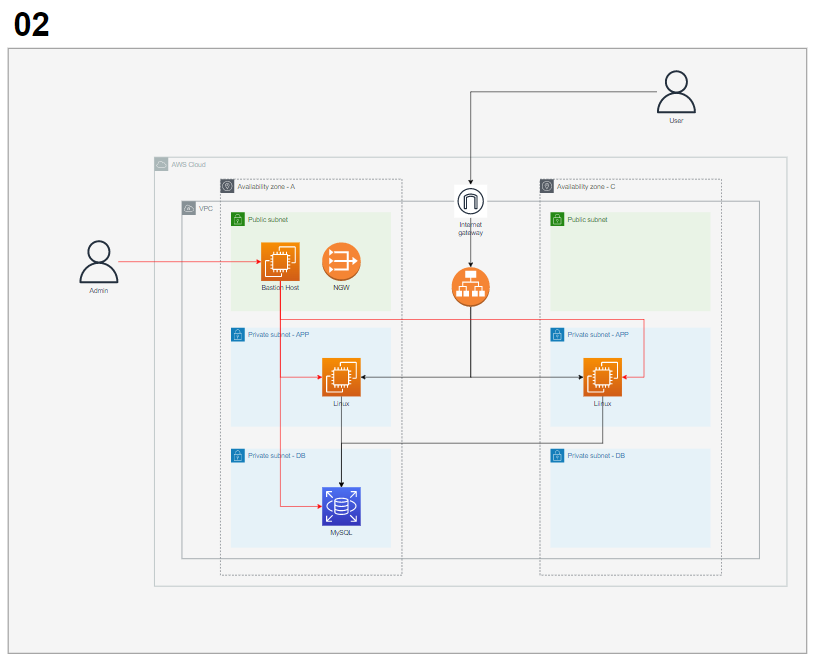 02
User
AWS Cloud
Availability zone - A
Availability zone - C
VPC
Public subnet
Public subnet
Internet
gateway
Admin
Bastion Host
NGW
Private subnet - APP
Private subnet - APP
Linux
Linux
Private subnet - DB
Private subnet - DB
MySQL